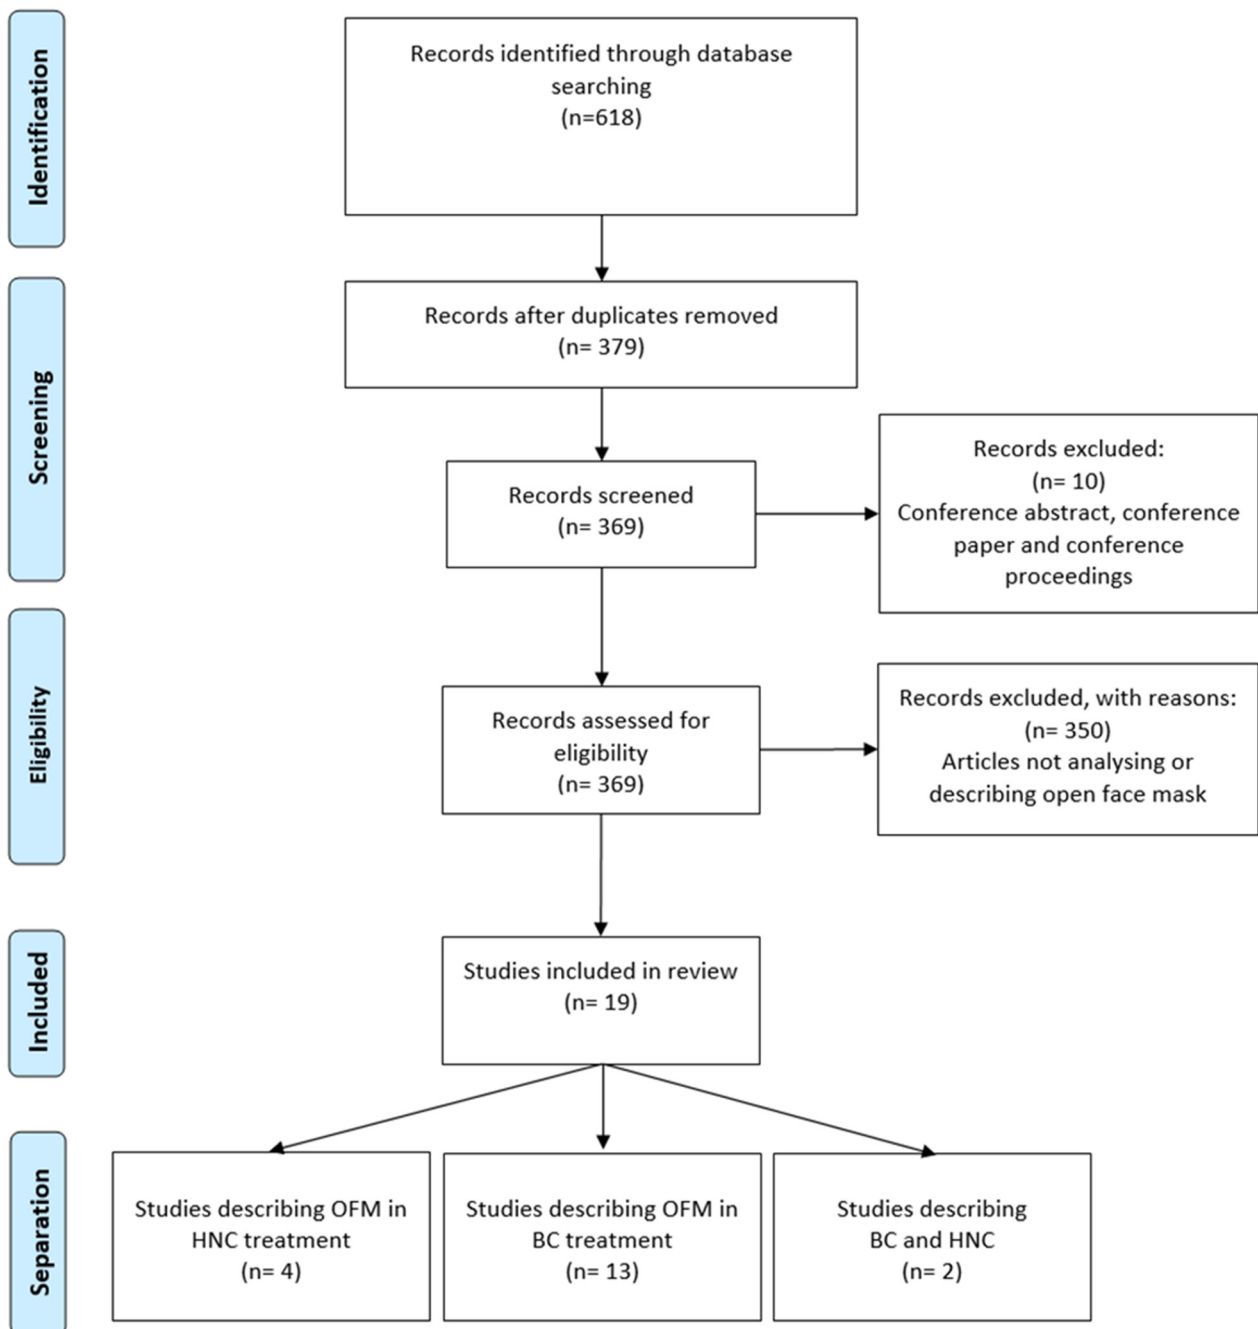 Identification
Records identified through database
searching
(n=618)
Screening
Records after duplicates removed
(n= 379)
Records screened
(n= 369)
Records excluded:
(n= 10)
Conference abstract, conference
paper and conference
proceedings
Eligibility
Records assessed for
eligibility
(n= 369)
Records excluded, with reasons:
(n= 350)
Articles not analysing or
describing open face mask
Included
Studies included in review
(n= 19)
Separation
Studies describing OFM in
HNC treatment
(n= 4)
Studies describing OFM in
BC treatment
(n= 13)
Studies describing
BC and HNC
(n= 2)